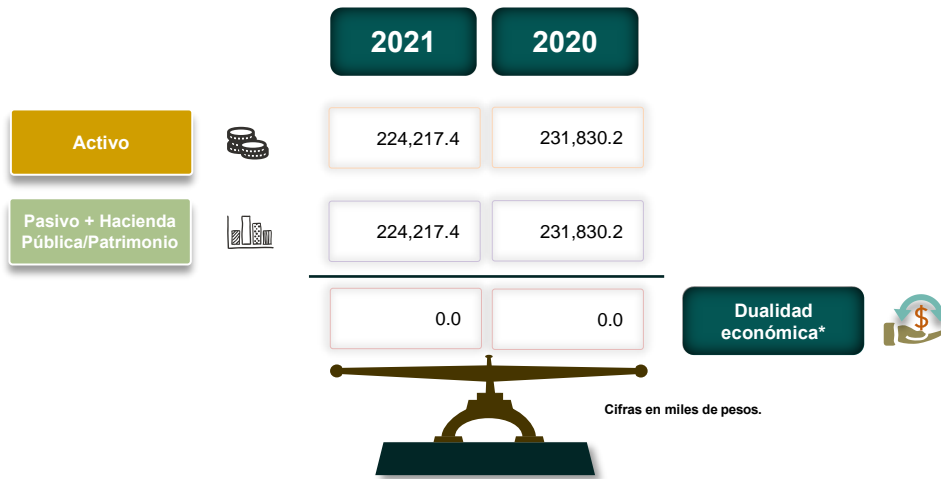 2021 2020
Activo 224,217.4 231,830.2
Pasivo + Hacienda
Pública/Patrimonio 224,217.4 231,830.2
0.0 0.0
Dualidad
económica*
$
Cifras en miles de pesos.